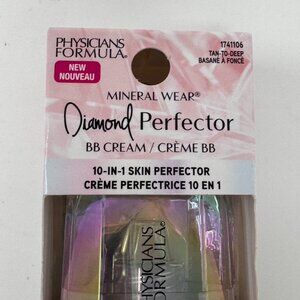 PHYSICIANS
FORMULA®
1741106
TAN-TO-DEEP
BASANÉ À FONCÉ
NEW
NOUVEAU
MINERAL WEAR®
Diamond Perfector
BB CREAM / CRÈME BB
10-IN-1 SKIN PERFECTOR
CRÈME PERFECTRICE 10 EN 1
PHYSICIANS
FORMULA®